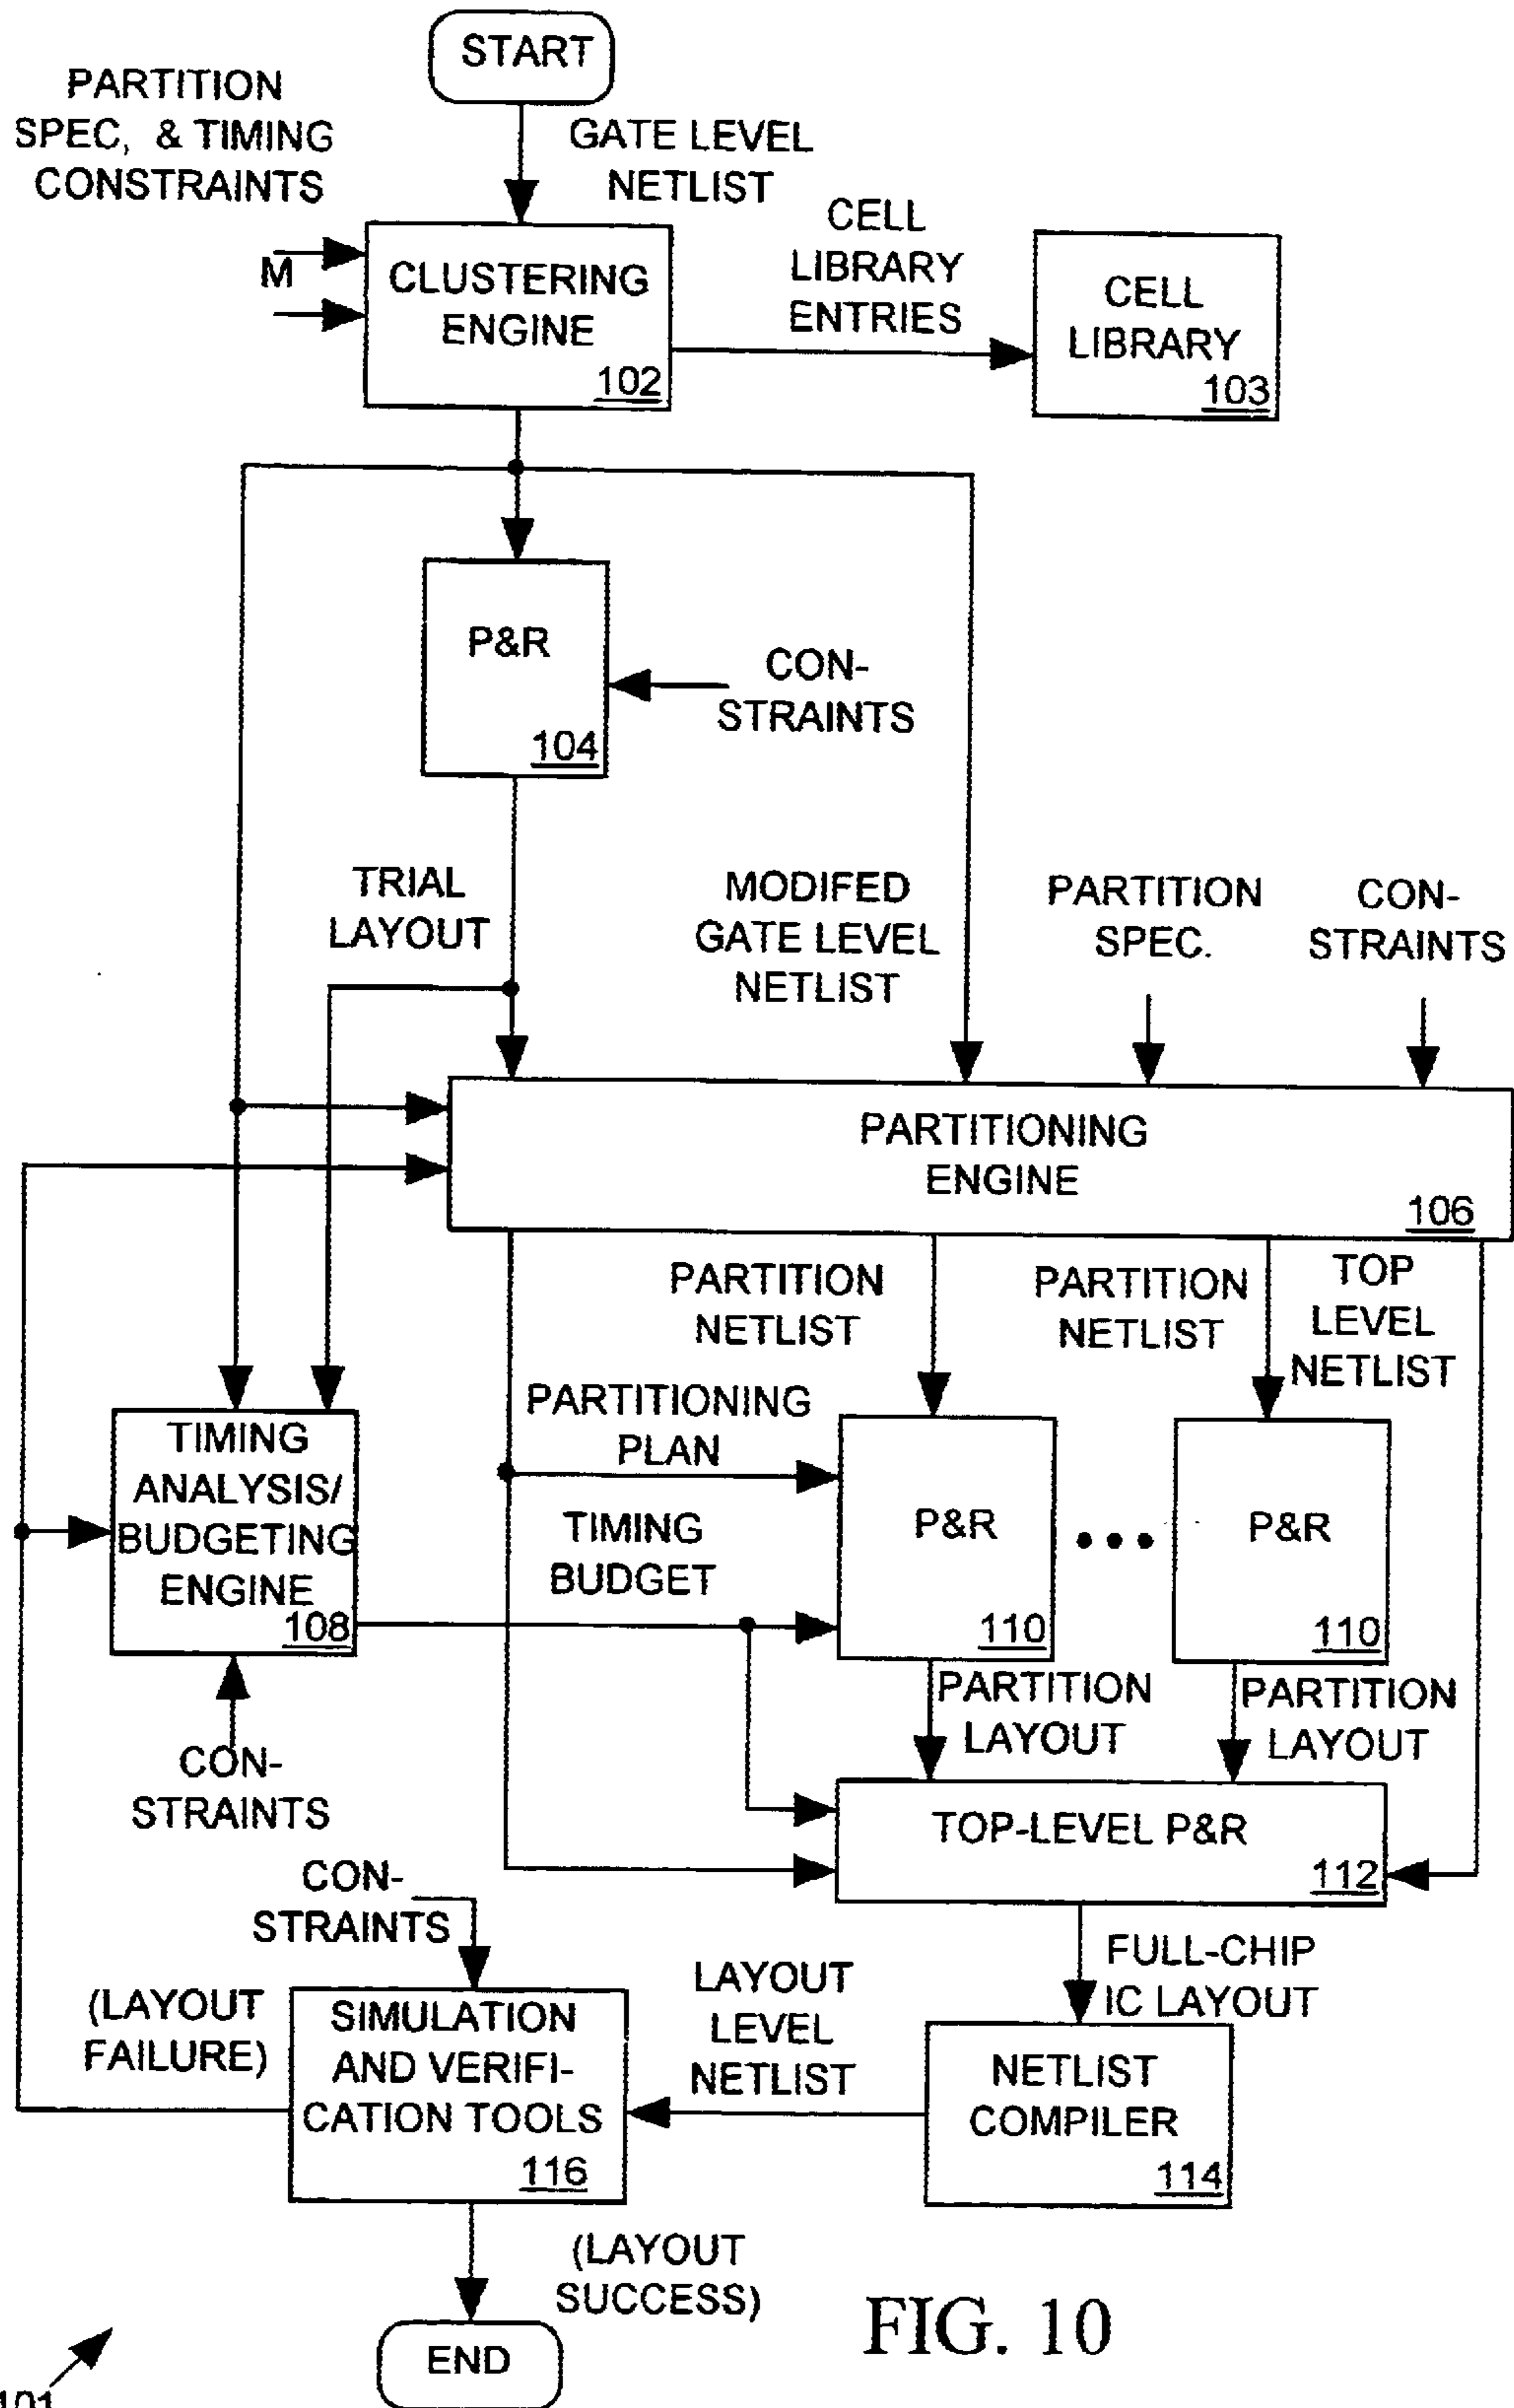 START
PARTITION
SPEC, & TIMING
CONSTRAINTS
GATE LEVEL
NETLIST
M
CLUSTERING
ENGINE
102
CELL
LIBRARY
ENTRIES
CELL
LIBRARY
103
P&R
104
CON-
STRAINTS
TRIAL
LAYOUT
MODIFED
GATE LEVEL
NETLIST
PARTITION
SPEC.
CON-
STRAINTS
PARTITIONING
ENGINE
106
PARTITION
NETLIST
PARTITION
NETLIST
TOP
LEVEL
NETLIST
PARTITIONING
PLAN
TIMING
ANALYSIS/
BUDGETING
ENGINE
108
TIMING
BUDGET
P&R
110
P&R
110
CON-
STRAINTS
PARTITION
LAYOUT
PARTITION
LAYOUT
TOP-LEVEL P&R
112
CON-
STRAINTS
FULL-CHIP
IC LAYOUT
(LAYOUT
FAILURE)
SIMULATION
AND VERIFI-
CATION TOOLS
116
LAYOUT
LEVEL
NETLIST
NETLIST
COMPILER
114
(LAYOUT
SUCCESS)
END
FIG. 10
101